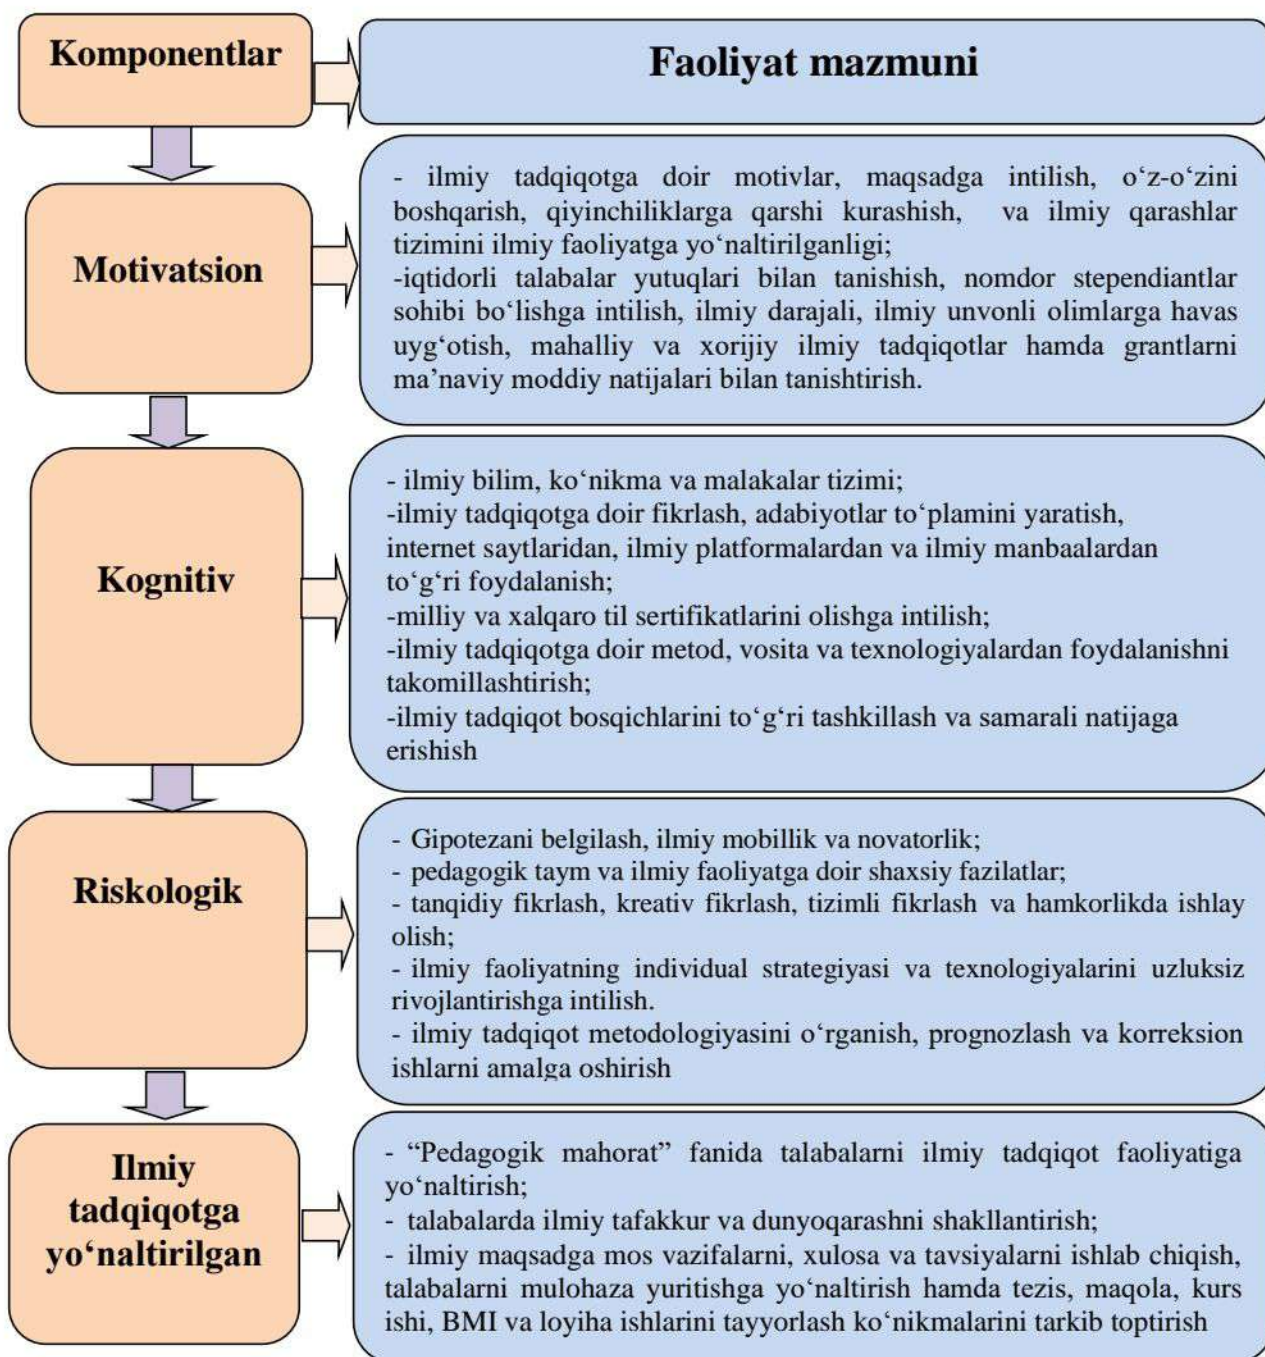 Komponentlar
Faoliyat mazmuni
Motivatsion
- ilmiy tadqiqotga doir motivlar, maqsadga intilish, o‘z-o‘zini
boshqarish, qiyinchiliklarga qarshi kurashish, va ilmiy qarashlar
tizimini ilmiy faoliyatga yo‘naltirilganligi;
-iqtidorli talabalar yutuqlari bilan tanishish, nomdor stependiantlar
sohibi bo‘lishga intilish, ilmiy darajali, ilmiy unvonli olimlarga havas
uyg‘otish, mahalliy va xorijiy ilmiy tadqiqotlar hamda grantlarni
ma’naviy moddiy natijalari bilan tanishtirish.
Kognitiv
- ilmiy bilim, ko‘nikma va malakalar tizimi;
-ilmiy tadqiqotga doir fikrlash, adabiyotlar to‘plamini yaratish,
internet saytlaridan, ilmiy platformalardan va ilmiy manbaalardan
to‘g‘ri foydalanish;
-milliy va xalqaro til sertifikatlarini olishga intilish;
-ilmiy tadqiqotga doir metod, vosita va texnologiyalardan foydalanishni
takomillashtirish;
-ilmiy tadqiqot bosqichlarini to‘g‘ri tashkillash va samarali natijaga
erishish
Riskologik
- Gipotezani belgilash, ilmiy mobillik va novatorlik;
- pedagogik taym va ilmiy faoliyatga doir shaxsiy fazilatlar;
- tanqidiy fikrlash, kreativ fikrlash, tizimli fikrlash va hamkorlikda ishlay
olish;
- ilmiy faoliyatning individual strategiyasi va texnologiyalarini uzluksiz
rivojlantirishga intilish.
- ilmiy tadqiqot metodologiyasini o‘rganish, prognozlash va korreksion
ishlarni amalga oshirish
Ilmiy
tadqiqotga
yo‘naltirilgan
- “Pedagogik mahorat” fanida talabalarni ilmiy tadqiqot faoliyatiga
yo‘naltirish;
- talabalarda ilmiy tafakkur va dunyoqarashni shakllantirish;
- ilmiy maqsadga mos vazifalarni, xulosa va tavsiyalarni ishlab chiqish,
talabalarni mulohaza yuritishga yo‘naltirish hamda tezis, maqola, kurs
ishi, BMI va loyiha ishlarini tayyorlash ko‘nikmalarini tarkib toptirish